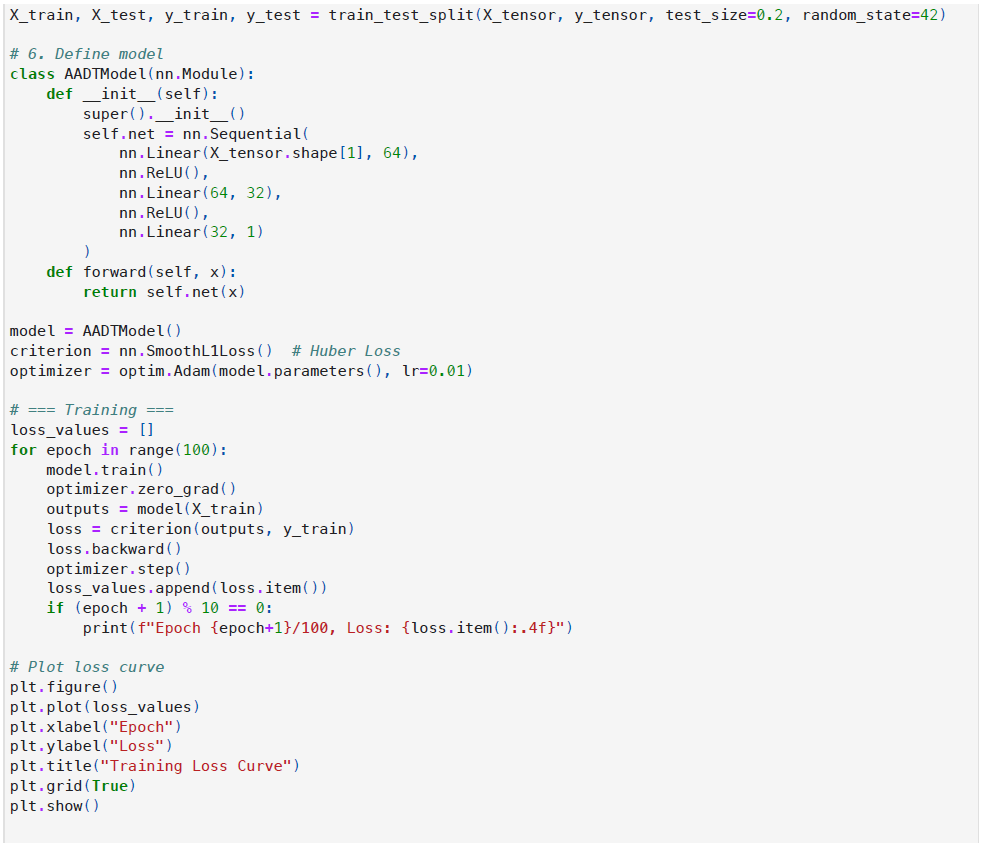 X_train, X_test, y_train, y_test = train_test_split(X_tensor, y_tensor, test_size=0.2, random_state=42)

# 6. Define model
class AADTModel(nn.Module):
    def __init__(self):
        super().__init__()
        self.net = nn.Sequential(
            nn.Linear(X_tensor.shape[1], 64),
            nn.ReLU(),
            nn.Linear(64, 32),
            nn.ReLU(),
            nn.Linear(32, 1)
        )
    def forward(self, x):
        return self.net(x)

model = AADTModel()
criterion = nn.SmoothL1Loss()  # Huber Loss
optimizer = optim.Adam(model.parameters(), lr=0.01)

# === Training ===
loss_values = []
for epoch in range(100):
    model.train()
    optimizer.zero_grad()
    outputs = model(X_train)
    loss = criterion(outputs, y_train)
    loss.backward()
    optimizer.step()
    loss_values.append(loss.item())
    if (epoch + 1) % 10 == 0:
        print(f"Epoch {epoch+1}/100, Loss: {loss.item():.4f}")

# Plot loss curve
plt.figure()
plt.plot(loss_values)
plt.xlabel("Epoch")
plt.ylabel("Loss")
plt.title("Training Loss Curve")
plt.grid(True)
plt.show()